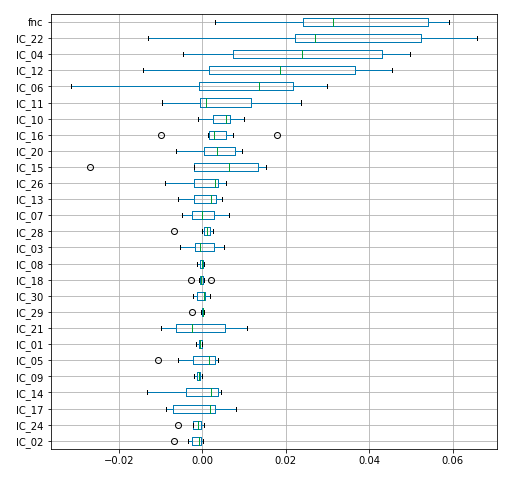 fnc
IC_22
IC_04
IC_12
IC_06
IC_11
IC_10
IC_16
IC_20
IC_15
IC_26
IC_13
IC_07
IC_28
IC_03
IC_08
IC_18
IC_30
IC_29
IC_21
IC_01
IC_05
IC_09
IC_14
IC_17
IC_24
IC_02
−0.02 0.00 0.02 0.04 0.06